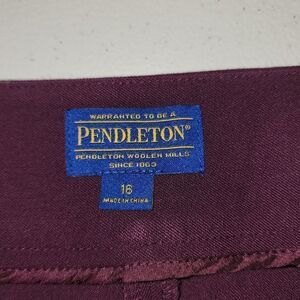 WARRANTED TO BE A
PENDLETON®
PENDLETON WOOLEN MILLS
SINCE 1863
16
MADE IN CHINA